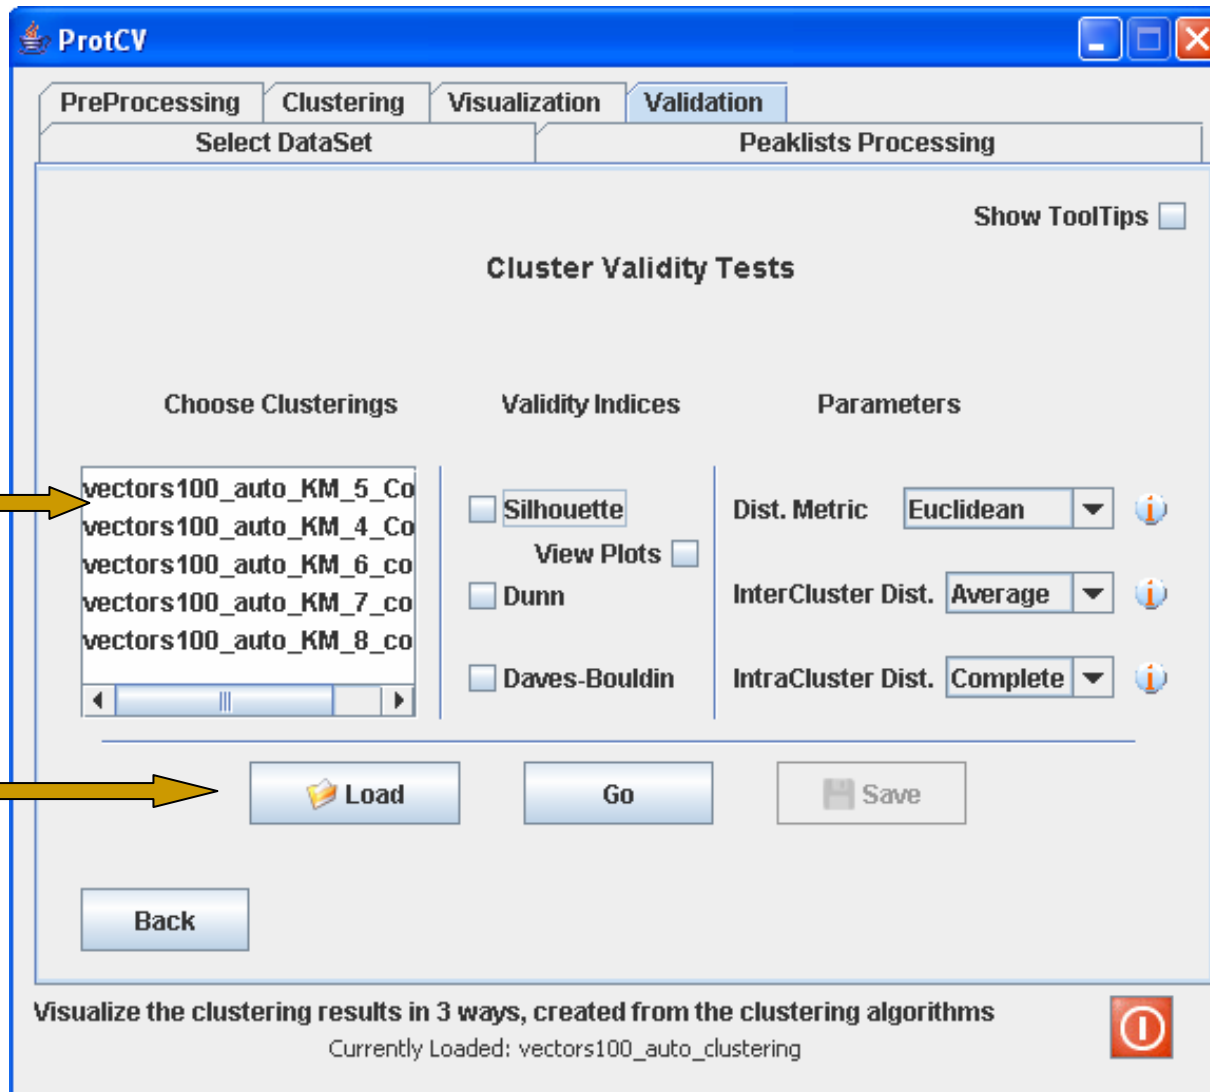 ProtCV
PreProcessing Clustering Visualization Validation
Select DataSet Peaklists Processing
Show ToolTips
Cluster Validity Tests
Choose Clusterings Validity Indices Parameters
vectors100_auto_KM_5_Co
vectors100_auto_KM_4_Co
vectors100_auto_KM_6_co
vectors100_auto_KM_7_co
vectors100_auto_KM_8_co
Silhouette
View Plots
Dunn
Daves-Bouldin
Dist. Metric Euclidean
InterCluster Dist. Average
IntraCluster Dist. Complete
Load Go Save
Back
Visualize the clustering results in 3 ways, created from the clustering algorithms
Currently Loaded: vectors100_auto_clustering